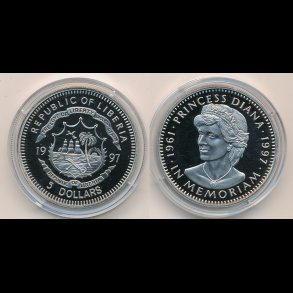 REPUBLIC OF LIBERIA
19 97
5 DOLLARS
PRINCESS DIANA
1961 1997
IN MEMORIAM